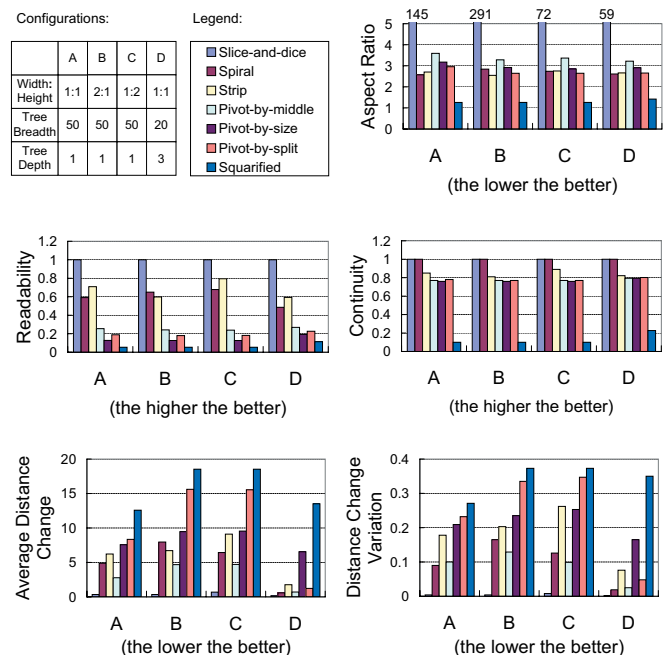 Configurations:
Legend:
A B C D
Width:
Height
1:1 2:1 1:2 1:1
Tree
Breadth
50 50 50 20
Tree
Depth
1 1 1 3
Slice-and-dice
Spiral
Strip
Pivot-by-middle
Pivot-by-size
Pivot-by-split
Squarified
145 291 72 59
Aspect Ratio
5
4
3
2
1
0
A B C D
(the lower the better)
Readability
1.2
1
0.8
0.6
0.4
0.2
0
A B C D
(the higher the better)
Continuity
1.2
1
0.8
0.6
0.4
0.2
0
A B C D
(the higher the better)
Average Distance
Change
20
15
10
5
0
A B C D
(the lower the better)
Distance Change
Variation
0.4
0.3
0.2
0.1
0
A B C D
(the lower the better)